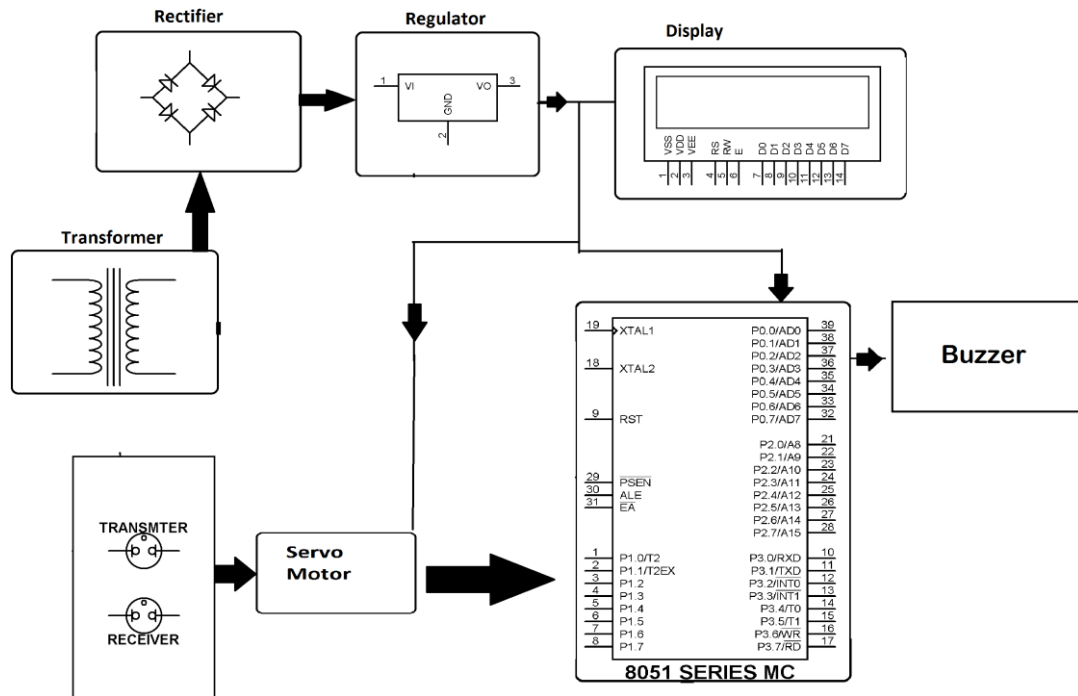 Rectifier
Regulator
Display
1
VI
VO
3
GND
2
VSS
VDD
VEE
RS
RW
E
D0
D1
D2
D3
D4
D5
D6
D7
1
2
3
4
5
6
7
8
9
10
11
12
13
14
Transformer
19
XTAL1
18
XTAL2
9
RST
29
PSEN
30
ALE
31
EA
1
P1.0/T2
2
P1.1/T2EX
3
P1.2
4
P1.3
5
P1.4
6
P1.5
7
P1.6
8
P1.7
P0.0/AD0
39
P0.1/AD1
38
P0.2/AD2
37
P0.3/AD3
36
P0.4/AD4
35
P0.5/AD5
34
P0.6/AD6
33
P0.7/AD7
32
P2.0/A8
21
P2.1/A9
22
P2.2/A10
23
P2.3/A11
24
P2.4/A12
25
P2.5/A13
26
P2.6/A14
27
P2.7/A15
28
P3.0/RXD
10
P3.1/TXD
11
P3.2/INT0
12
P3.3/INT1
13
P3.4/T0
14
P3.5/T1
15
P3.6/WR
16
P3.7/RD
17
8051 SERIES MC
Buzzer
TRANSMTER
RECEIVER
Servo
Motor